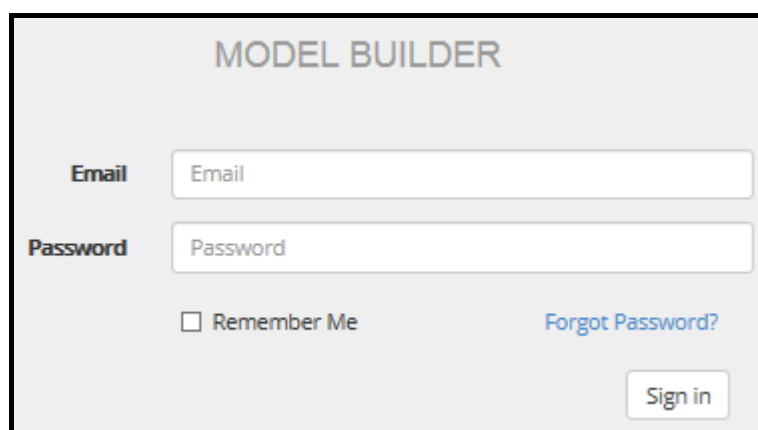 MODEL BUILDER
Email Email
Password Password
Remember Me Forgot Password?
Sign in